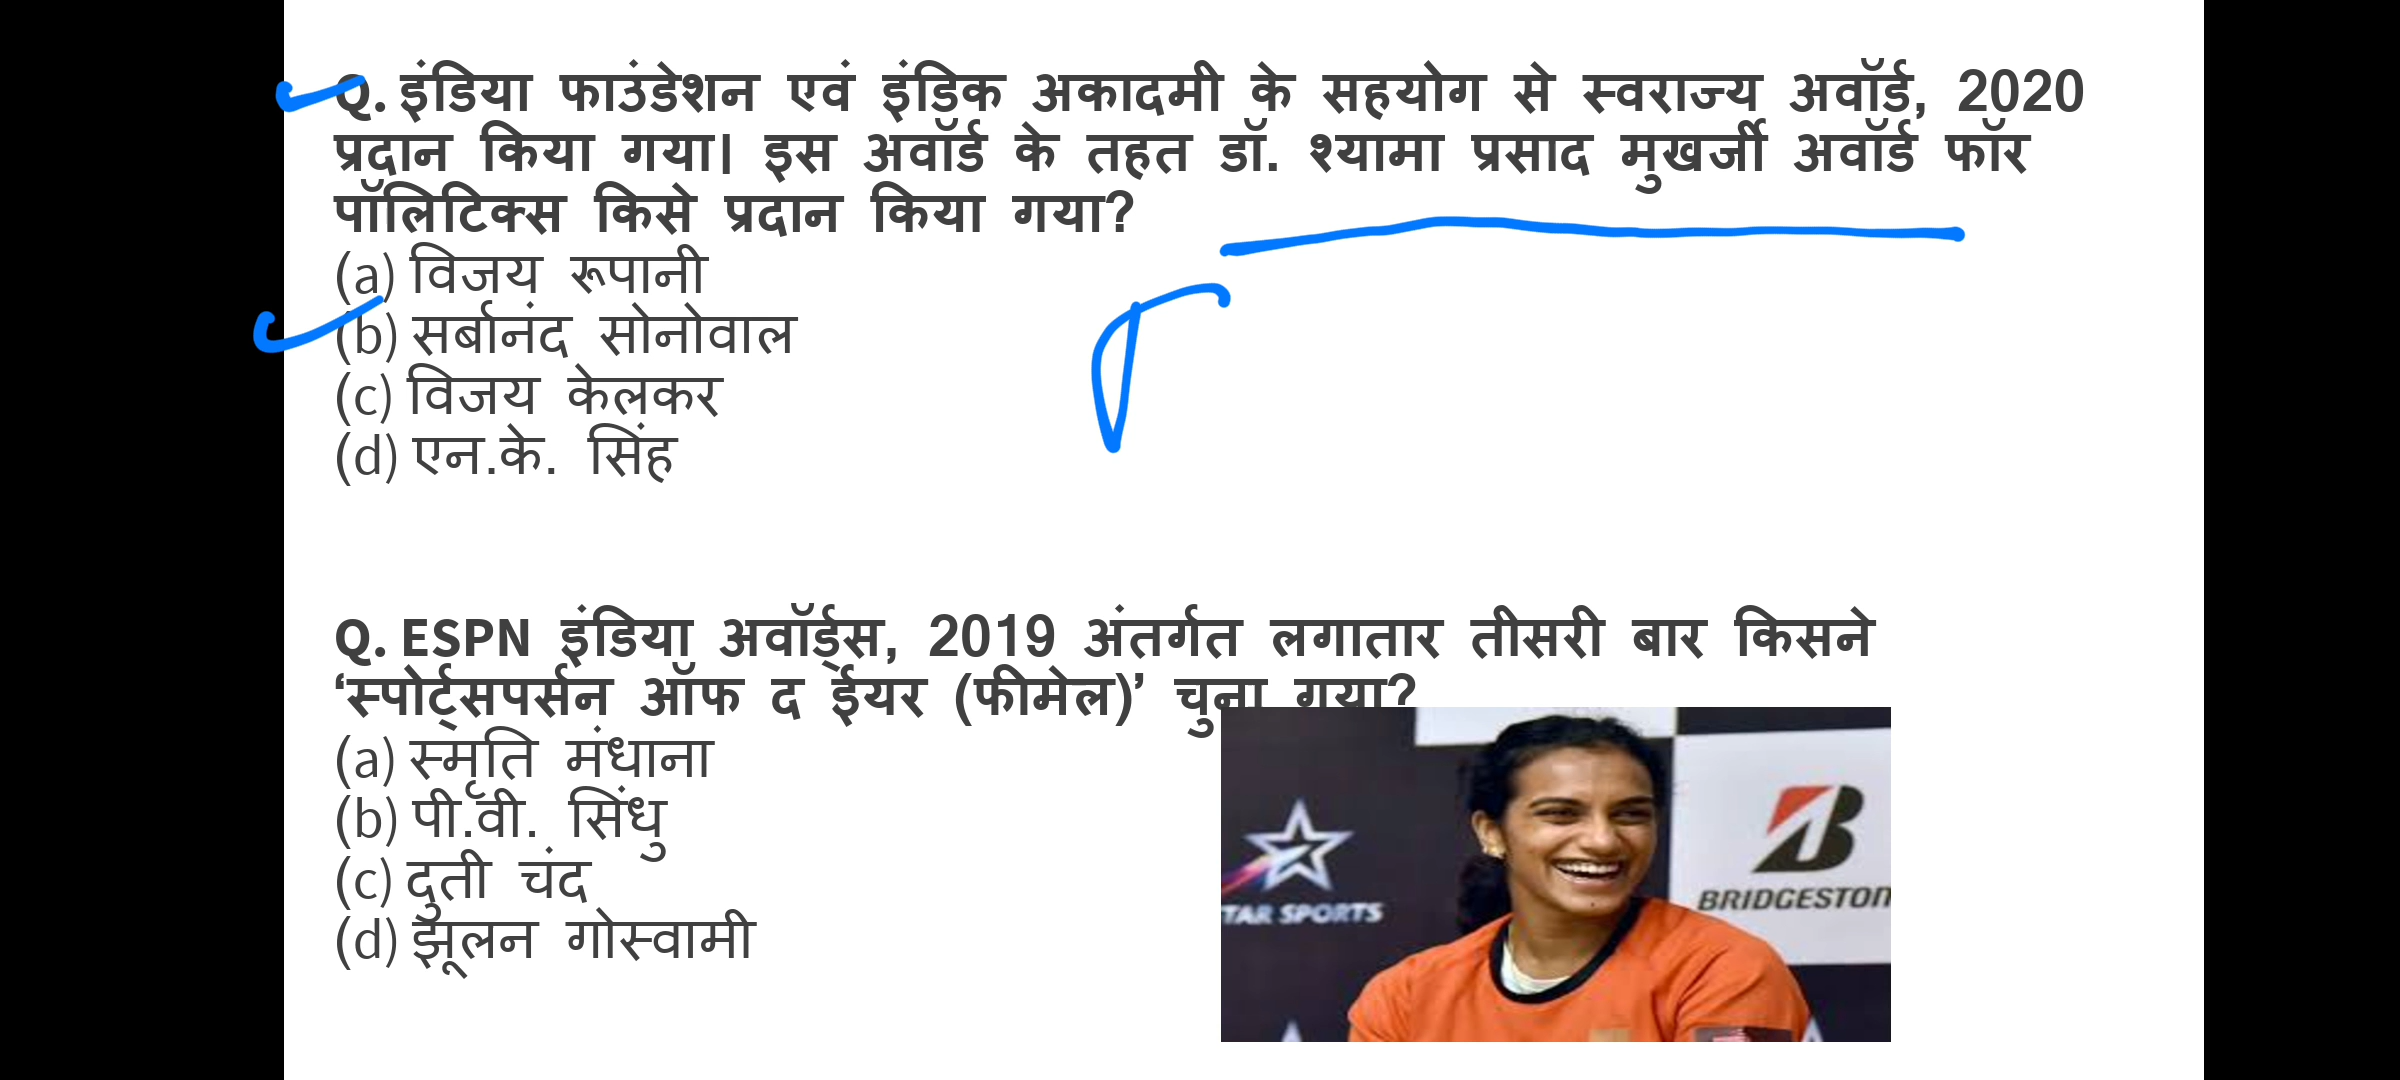 Q. इंडिया फाउंडेशन एवं इंडिक अकादमी के सहयोग से स्वराज्य अवॉर्ड, 2020
प्रदान किया गया। इस अवॉर्ड के तहत डॉ. श्यामा प्रसाद मुखर्जी अवॉर्ड फॉर
पॉलिटिक्स किसे प्रदान किया गया?
(a) विजय रूपानी
(b) सर्बानंद सोनोवाल
(c) विजय केलकर
(d) एन.के. सिंह
Q. ESPN इंडिया अवॉर्ड्स, 2019 अंतर्गत लगातार तीसरी बार किसने
‘स्पोर्ट्सपर्सन ऑफ द ईयर (फीमेल)’ चुना गया?
(a) स्मृति मंधाना
(b) पी.वी. सिंधु
(c) दुती चंद
(d) झूलन गोस्वामी
TAR SPORTS
BRIDGESTON